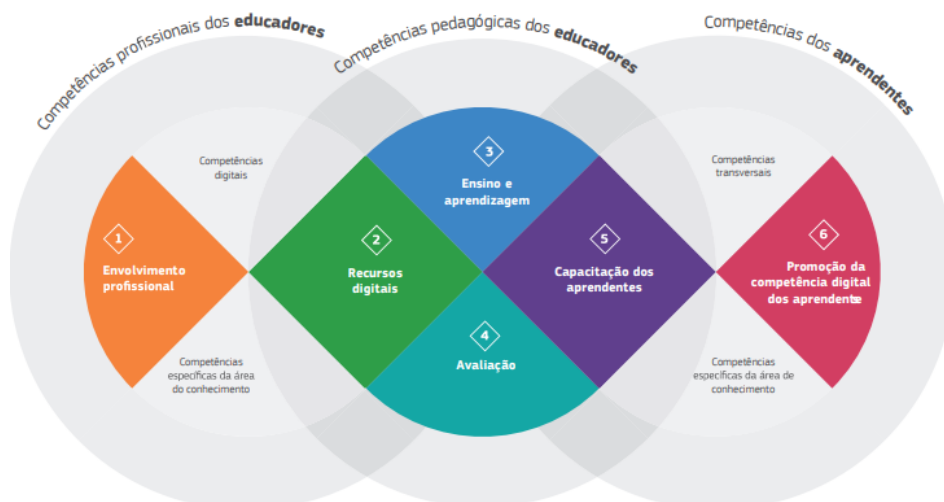 Competências profissionais dos educadores
Competências pedagógicas dos educadores
Competências dos aprendentes
Competências
digitais
1
Envolvimento
profissional
Competências
específicas da área
do conhecimento
2
Recursos
digitais
3
Ensino e
aprendizagem
4
Avaliação
5
Capacitação dos
aprendentes
Competências
transversais
6
Promoção da
competência digital
dos aprendente
Competências
específicas da área de
conhecimento